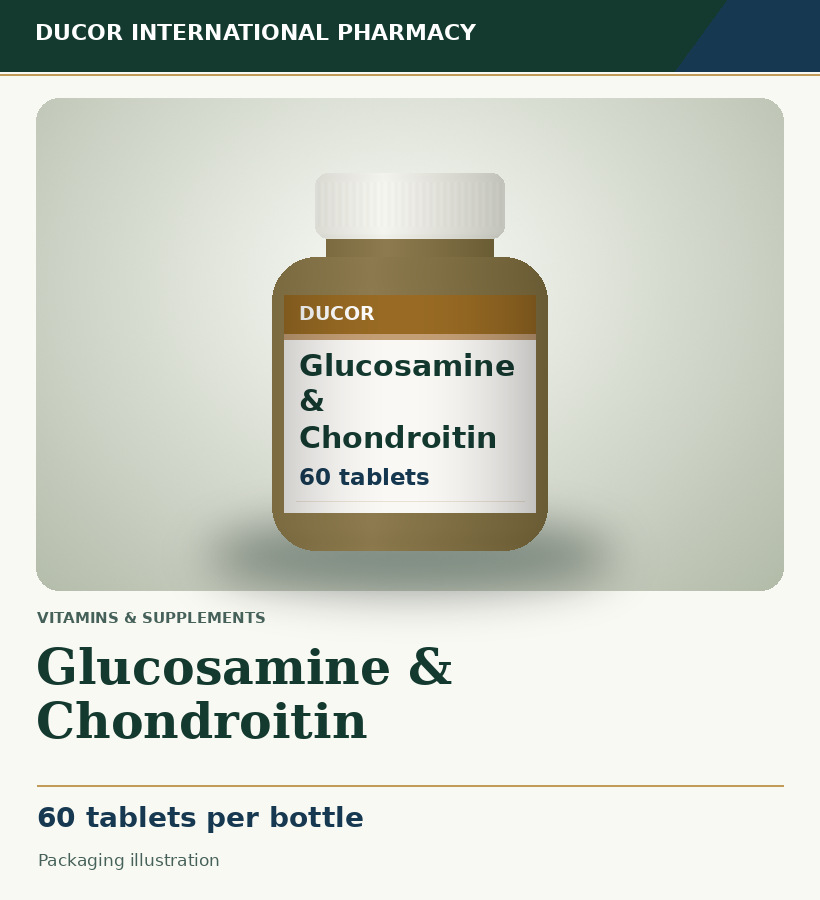 DUCOR INTERNATIONAL PHARMACY
DUCOR
Glucosamine
&
Chondroitin
60 tablets
VITAMINS & SUPPLEMENTS
Glucosamine &
Chondroitin
60 tablets per bottle
Packaging illustration